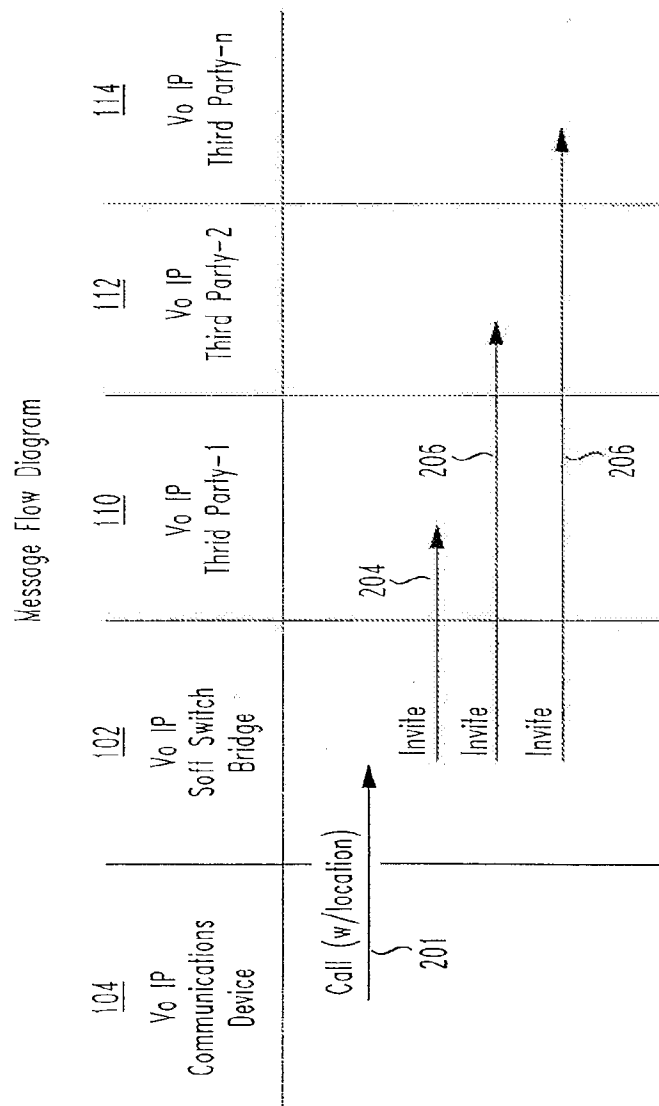 Message Flow Diagram
104
Vo IP
Communications
Device
102
Vo IP
Soff Switch
Bridge
110
Vo IP
Thrid Party-1
112
Vo IP
Third Party-2
114
Vo IP
Third Party-n
Call (w/location)
201
Invite
204
Invite
206
Invite
206